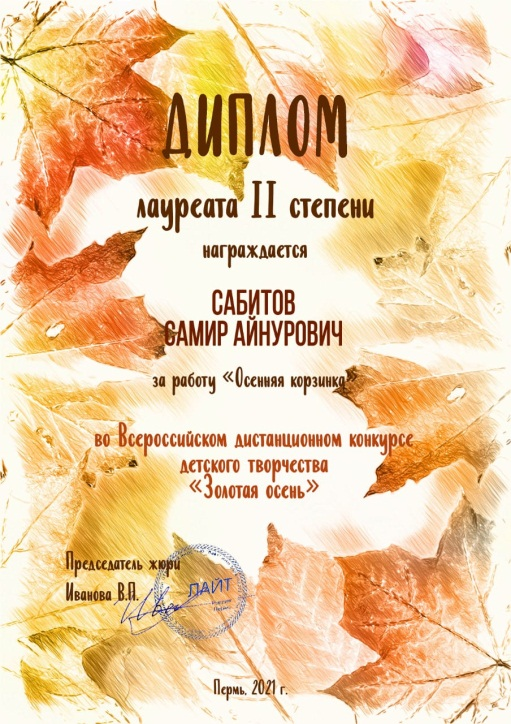 ДИПЛОМ
лауреата II степени
награждается
САБИТОВ
САМИР АЙНУРОВИЧ
за работу «Осенняя корзинка»
во Всероссийском дистанционном конкурсе
детского творчества
«Золотая осень»
Председатель жюри
Иванова В.П.
ЛАЙТ
Пермь, 2021 г.